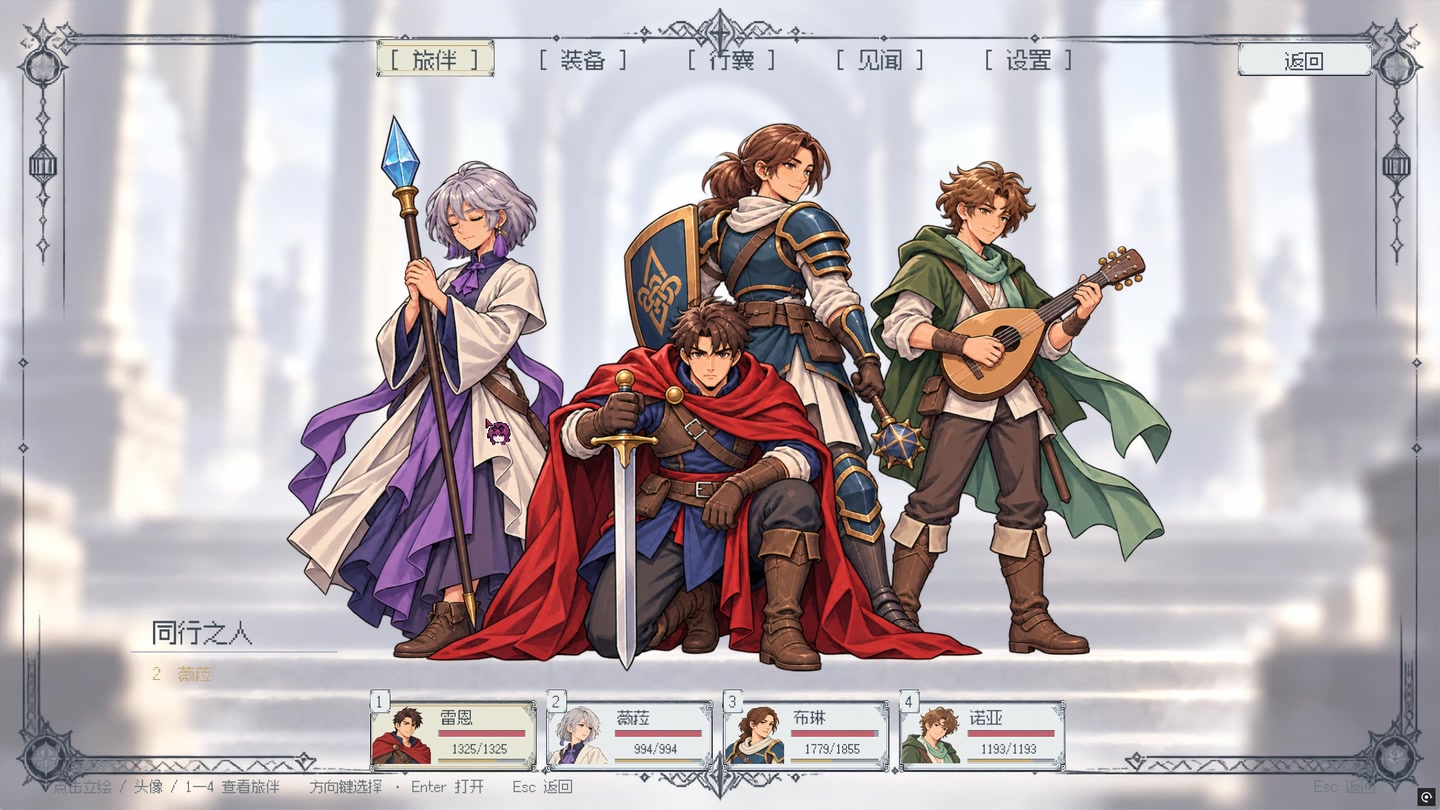 [ 旅伴 ] [ 装备 ] [ 行囊 ] [ 见闻 ] [ 设置 ] 返回
同行之人
2 薇菈
1 雷恩 1325/1325
2 薇菈 994/994
3 布琳 1779/1855
4 诺亚 1193/1193
点击立绘 / 头像 / 1—4 查看旅伴 方向键选择 · Enter 打开 Esc 返回
Esc 返回